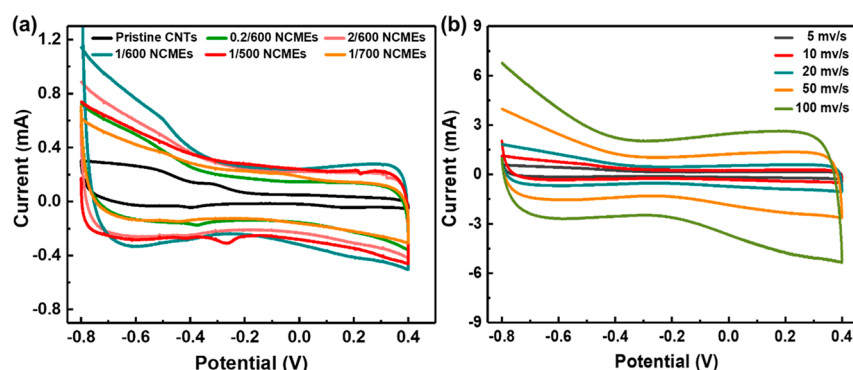 (a)
Pristine CNTs 0.2/600 NCMEs 2/600 NCMEs
1/600 NCMEs 1/500 NCMEs 1/700 NCMEs
1.2
0.8
0.4
0.0
-0.4
-0.8
Current (mA)
-0.8 -0.6 -0.4 -0.2 0.0 0.2 0.4
Potential (V)
(b)
5 mv/s
10 mv/s
20 mv/s
50 mv/s
100 mv/s
9
6
3
0
-3
-6
-9
Current (mA)
-0.8 -0.6 -0.4 -0.2 0.0 0.2 0.4
Potential (V)